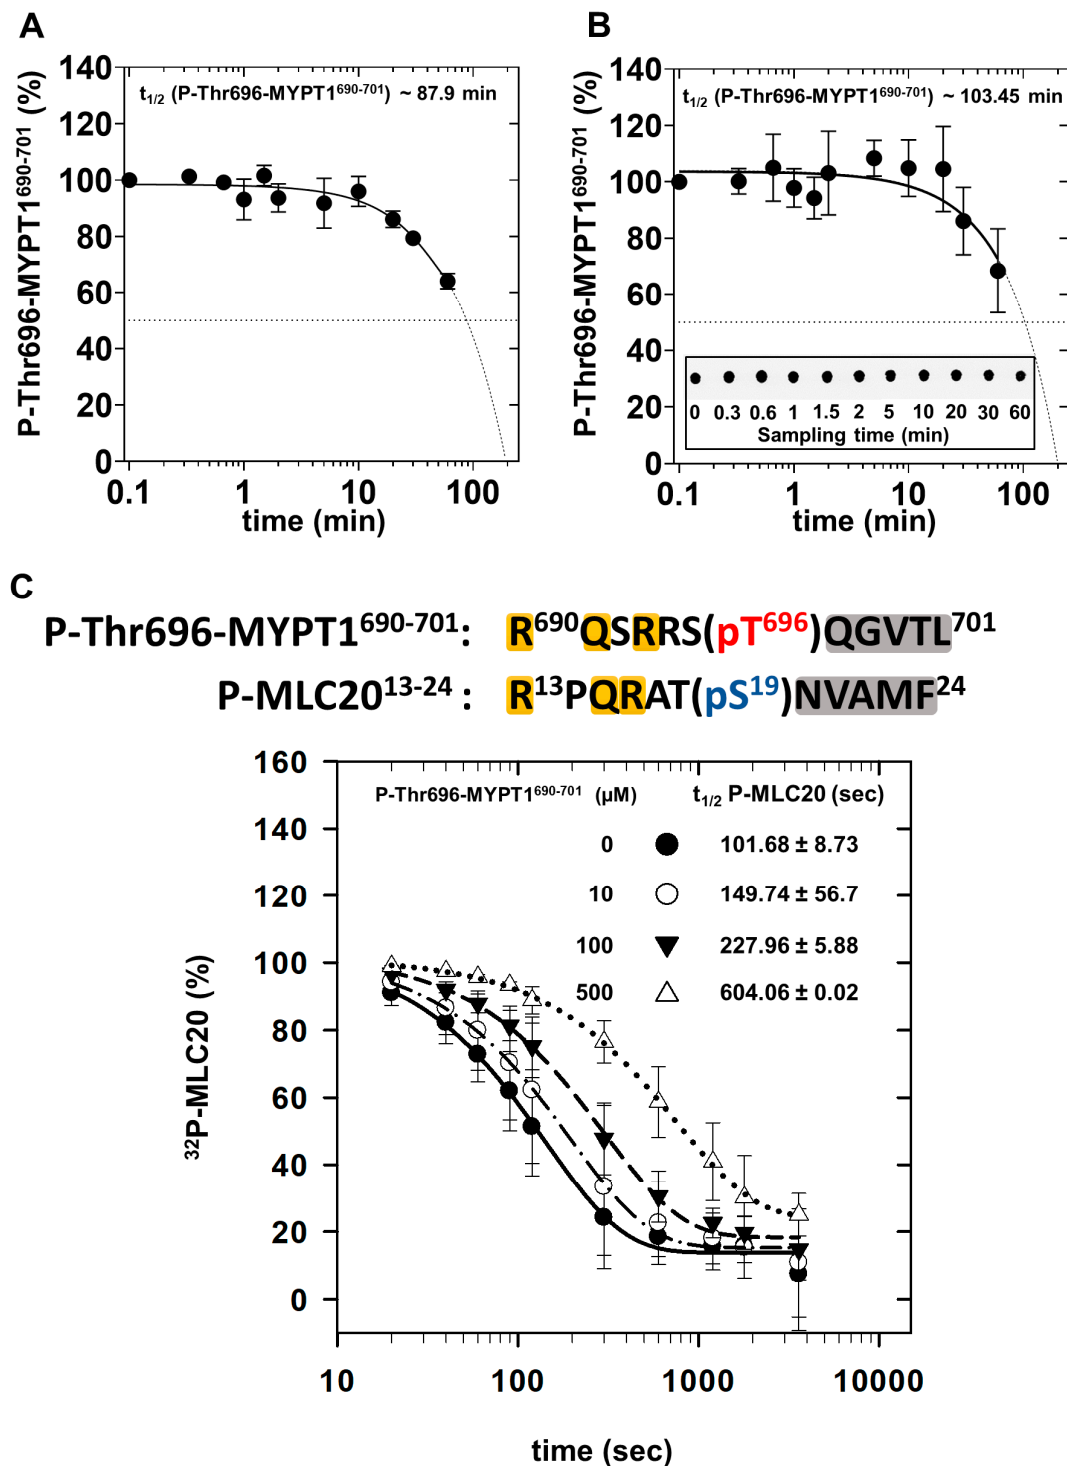 A
B
P-Thr696-MYPT1⁶⁹⁰⁻⁷⁰¹ (%)
140
120
100
80
60
40
20
0
t₁/₂ (P-Thr696-MYPT1⁶⁹⁰⁻⁷⁰¹) ~ 87.9 min
0.1 1 10 100
time (min)
P-Thr696-MYPT1⁶⁹⁰⁻⁷⁰¹ (%)
140
120
100
80
60
40
20
0
t₁/₂ (P-Thr696-MYPT1⁶⁹⁰⁻⁷⁰¹) ~ 103.45 min
0 0.3 0.6 1 1.5 2 5 10 20 30 60
Sampling time (min)
0.1 1 10 100
time (min)
C
P-Thr696-MYPT1⁶⁹⁰⁻⁷⁰¹: R⁶⁹⁰QSRRS(pT⁶⁹⁶)QGVTL⁷⁰¹
P-MLC20¹³⁻²⁴ : R¹³PQRAT(pS¹⁹)NVAMF²⁴
³²P-MLC20 (%)
160
140
120
100
80
60
40
20
0
P-Thr696-MYPT1⁶⁹⁰⁻⁷⁰¹ (µM) t₁/₂ P-MLC20 (sec)
0 101.68 ± 8.73
10 149.74 ± 56.7
100 227.96 ± 5.88
500 604.06 ± 0.02
10 100 1000 10000
time (sec)